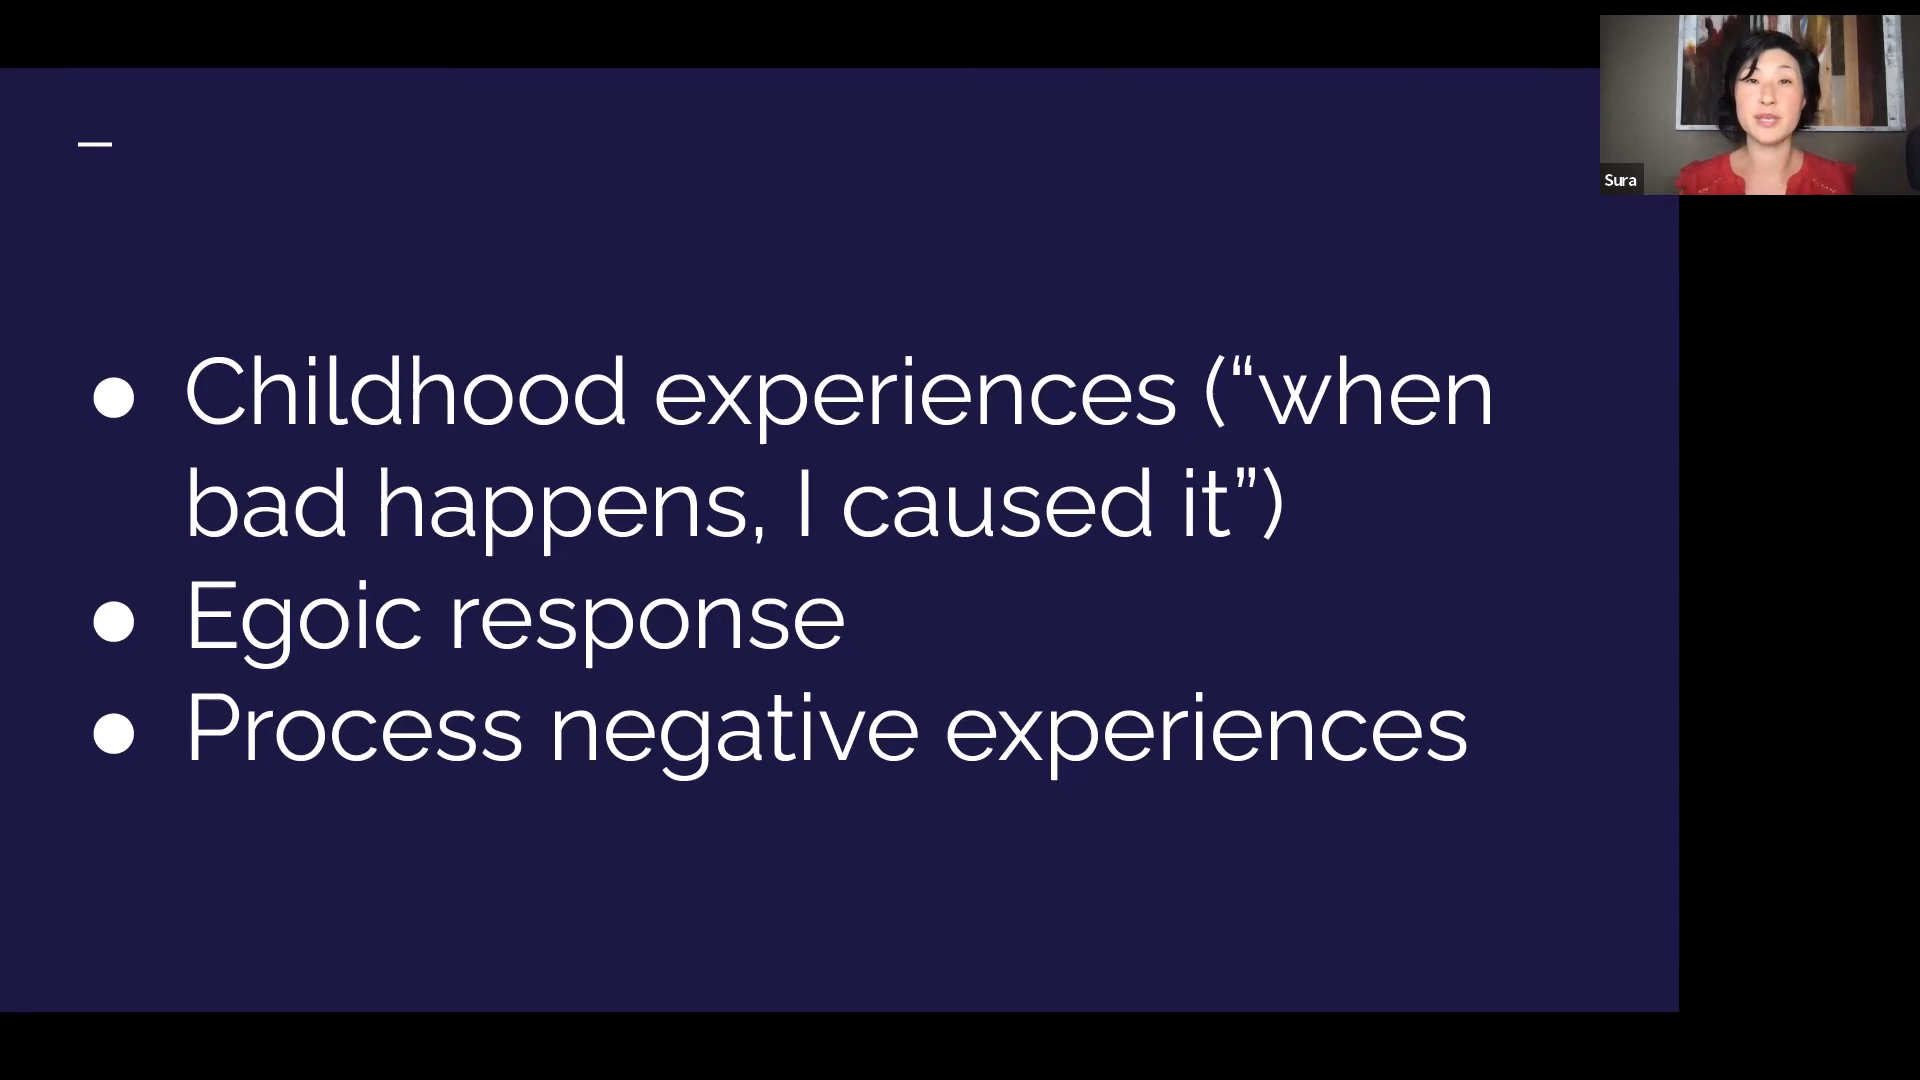 ● Childhood experiences (“when
bad happens, I caused it”)
● Egoic response
● Process negative experiences
Sura